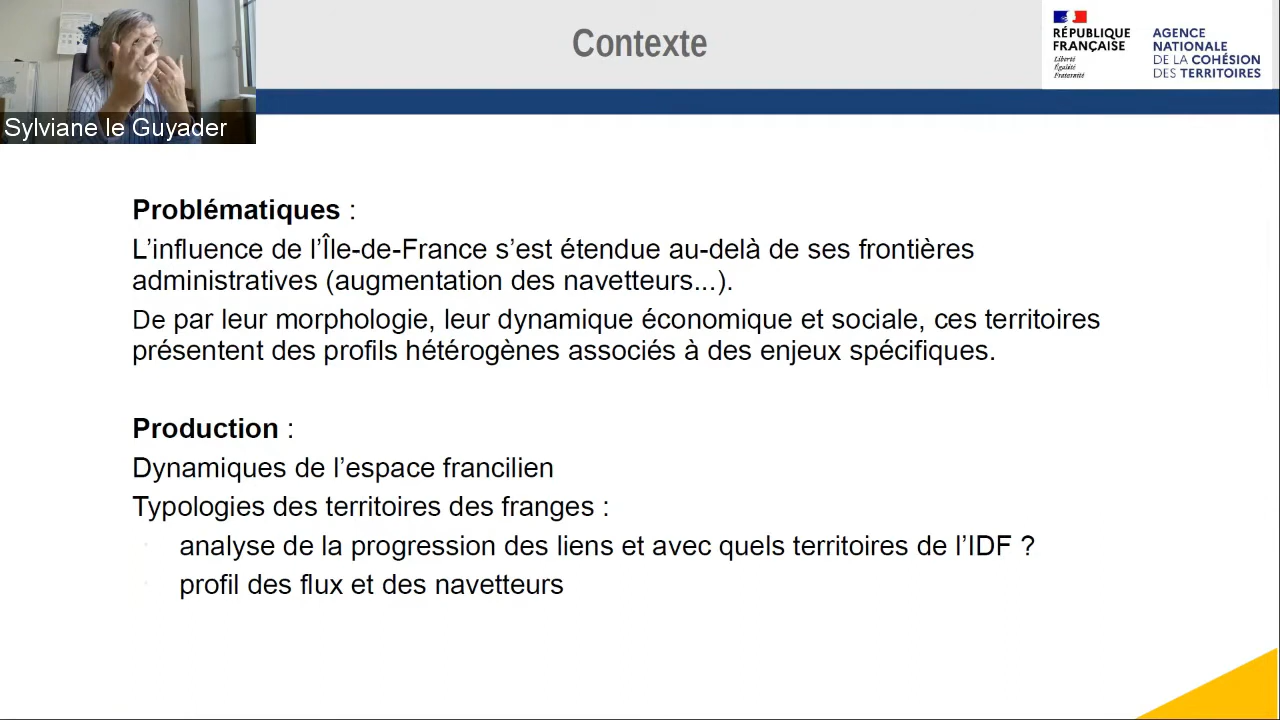 Contexte
RÉPUBLIQUE
FRANÇAISE
Liberté
Égalité
Fraternité
AGENCE
NATIONALE
DE LA COHÉSION
DES TERRITOIRES
Sylviane le Guyader
Problématiques :
L’influence de l’Île-de-France s’est étendue au-delà de ses frontières
administratives (augmentation des navetteurs...).
De par leur morphologie, leur dynamique économique et sociale, ces territoires
présentent des profils hétérogènes associés à des enjeux spécifiques.
Production :
Dynamiques de l’espace francilien
Typologies des territoires des franges :
analyse de la progression des liens et avec quels territoires de l’IDF ?
profil des flux et des navetteurs